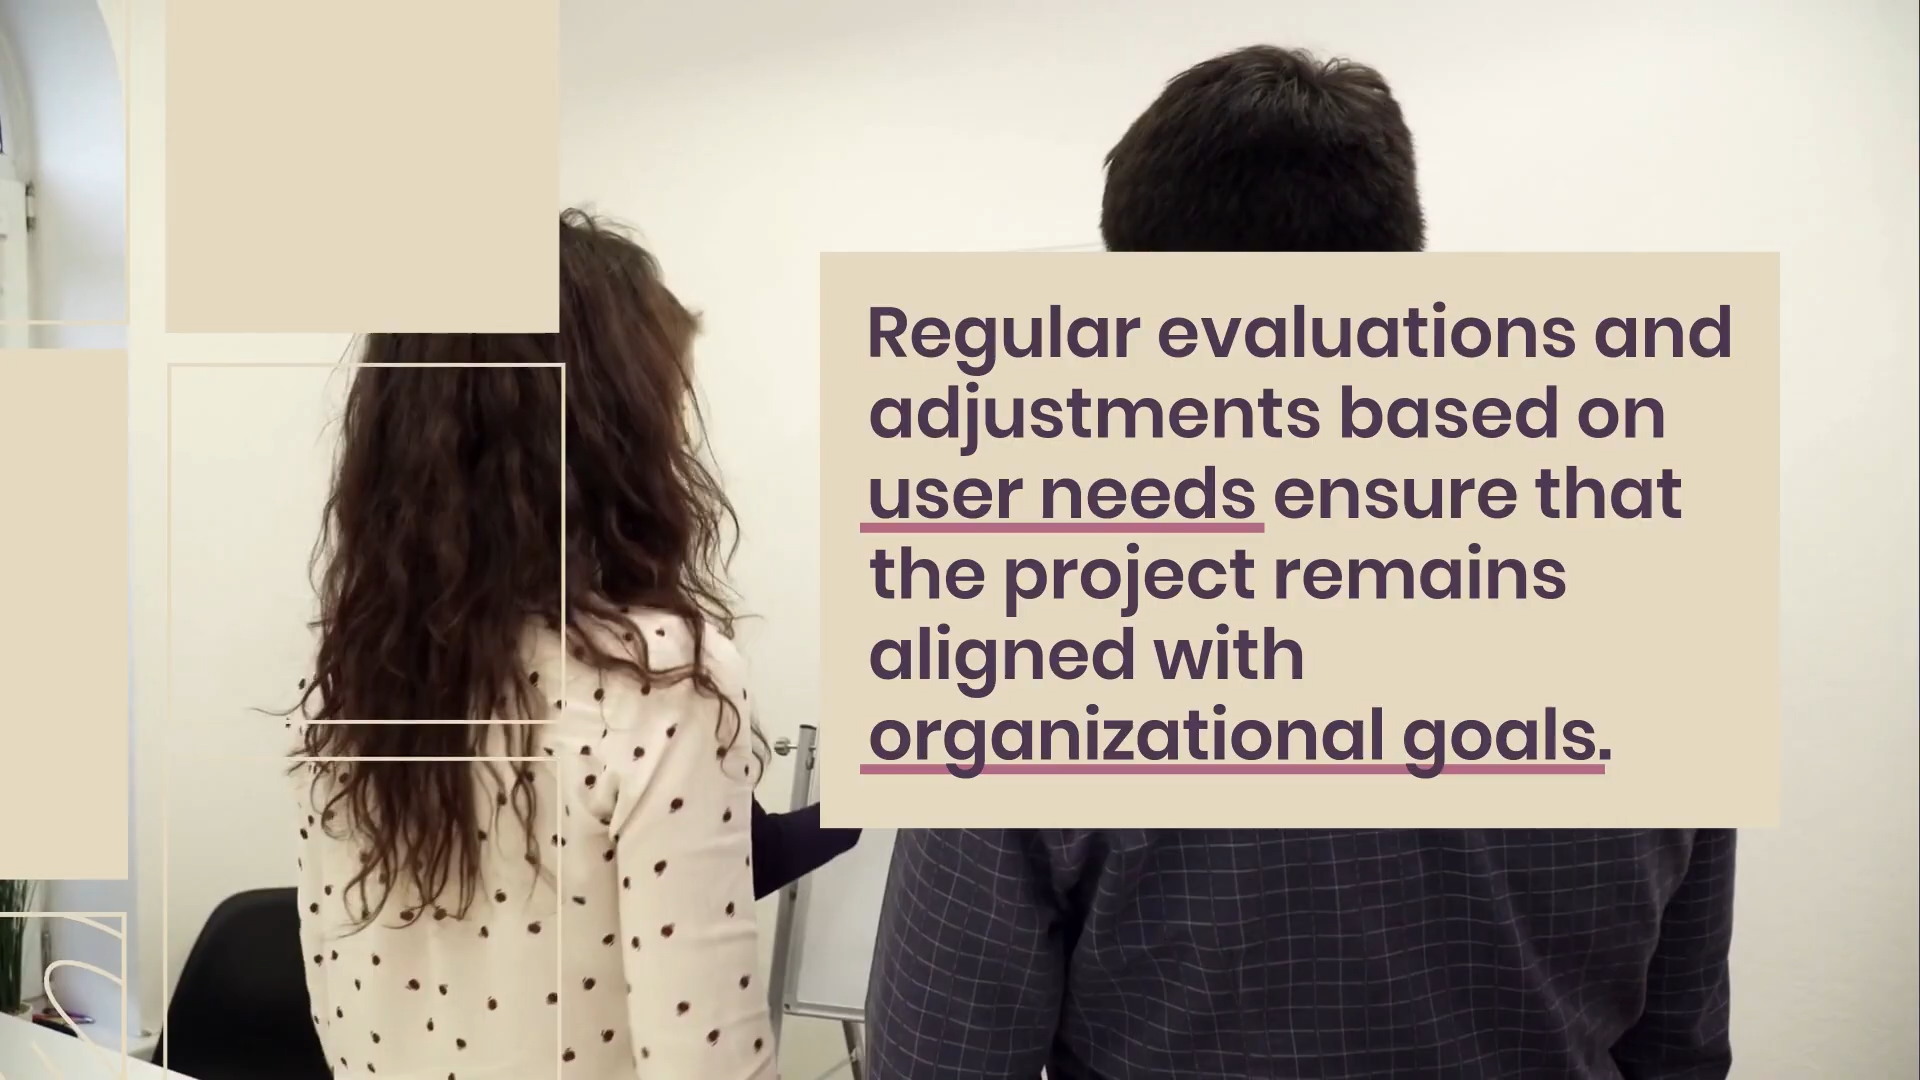 Regular evaluations and
adjustments based on
user needs ensure that
the project remains
aligned with
organizational goals.